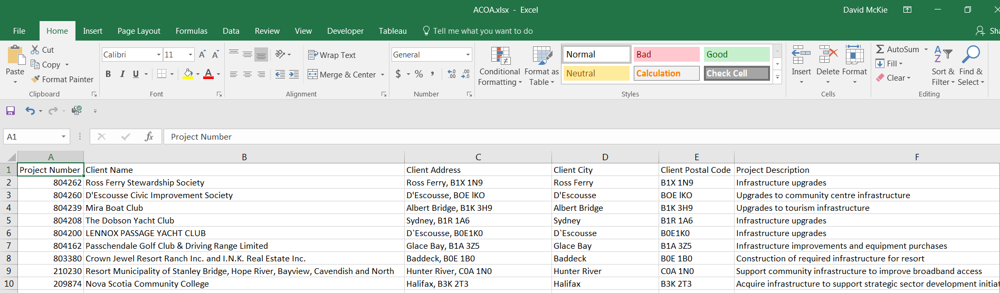 ACOA.xlsx - Excel David McKie
File Home Insert Page Layout Formulas Data Review View Developer Tableau Tell me what you want to do Sha
Cut Calibri 11 Wrap Text General Normal Bad Good AutoSum
Copy Fill
Paste Format Painter B I U A Merge & Center $ % , Conditional Formatting Format as Table Neutral Calculation Check Cell Insert Delete Format Clear Sort & Filter Find & Select
Clipboard Font Alignment Number Styles Cells Editing
A1 fx Project Number
A B C D E F
1 Project Number Client Name Client Address Client City Client Postal Code Project Description
2 804262 Ross Ferry Stewardship Society Ross Ferry, B1X 1N9 Ross Ferry B1X 1N9 Infrastructure upgrades
3 804260 D'Escousse Civic Improvement Society D'Escousse, BOE lKO D'Escousse BOE lKO Upgrades to community centre infrastructure
4 804239 Mira Boat Club Albert Bridge, B1K 3H9 Albert Bridge B1K 3H9 Upgrades to tourism infrastructure
5 804208 The Dobson Yacht Club Sydney, B1R 1A6 Sydney B1R 1A6 Infrastructure upgrades
6 804200 LENNOX PASSAGE YACHT CLUB D`Escousse, B0E1K0 D`Escousse B0E1K0 Infrastructure upgrades
7 804162 Passchendale Golf Club & Driving Range Limited Glace Bay, B1A 3Z5 Glace Bay B1A 3Z5 Infrastructure improvements and equipment purchases
8 803380 Crown Jewel Resort Ranch Inc. and I.N.K. Real Estate Inc. Baddeck, B0E 1B0 Baddeck B0E 1B0 Construction of required infrastructure for resort
9 210230 Resort Municipality of Stanley Bridge, Hope River, Bayview, Cavendish and North Hunter River, C0A 1N0 Hunter River C0A 1N0 Support community infrastructure to improve broadband access
10 209874 Nova Scotia Community College Halifax, B3K 2T3 Halifax B3K 2T3 Acquire infrastructure to support strategic sector development initiat